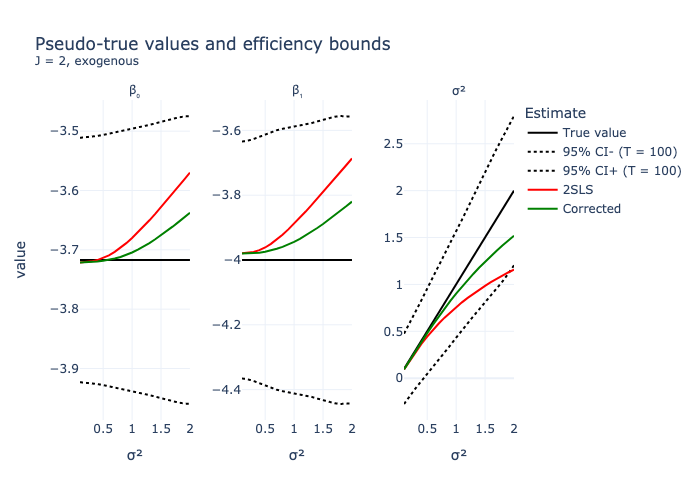 Pseudo-true values and efficiency bounds
J = 2, exogenous
β₀
β₁
σ²
value
−3.5
−3.6
−3.7
−3.8
−3.9
0.5
1
1.5
2
σ²
−3.6
−3.8
−4
−4.2
−4.4
0.5
1
1.5
2
σ²
2.5
2
1.5
1
0.5
0
0.5
1
1.5
2
σ²
Estimate
True value
95% CI- (T = 100)
95% CI+ (T = 100)
2SLS
Corrected